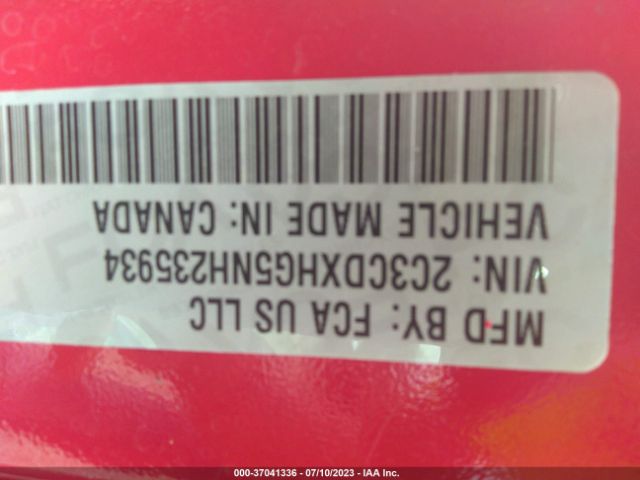 MFD BY: FCA US LLC
VIN: 2C3CDXHG5NH235934
VEHICLE MADE IN: CANADA
000-37041336 - 07/10/2023 - IAA Inc.